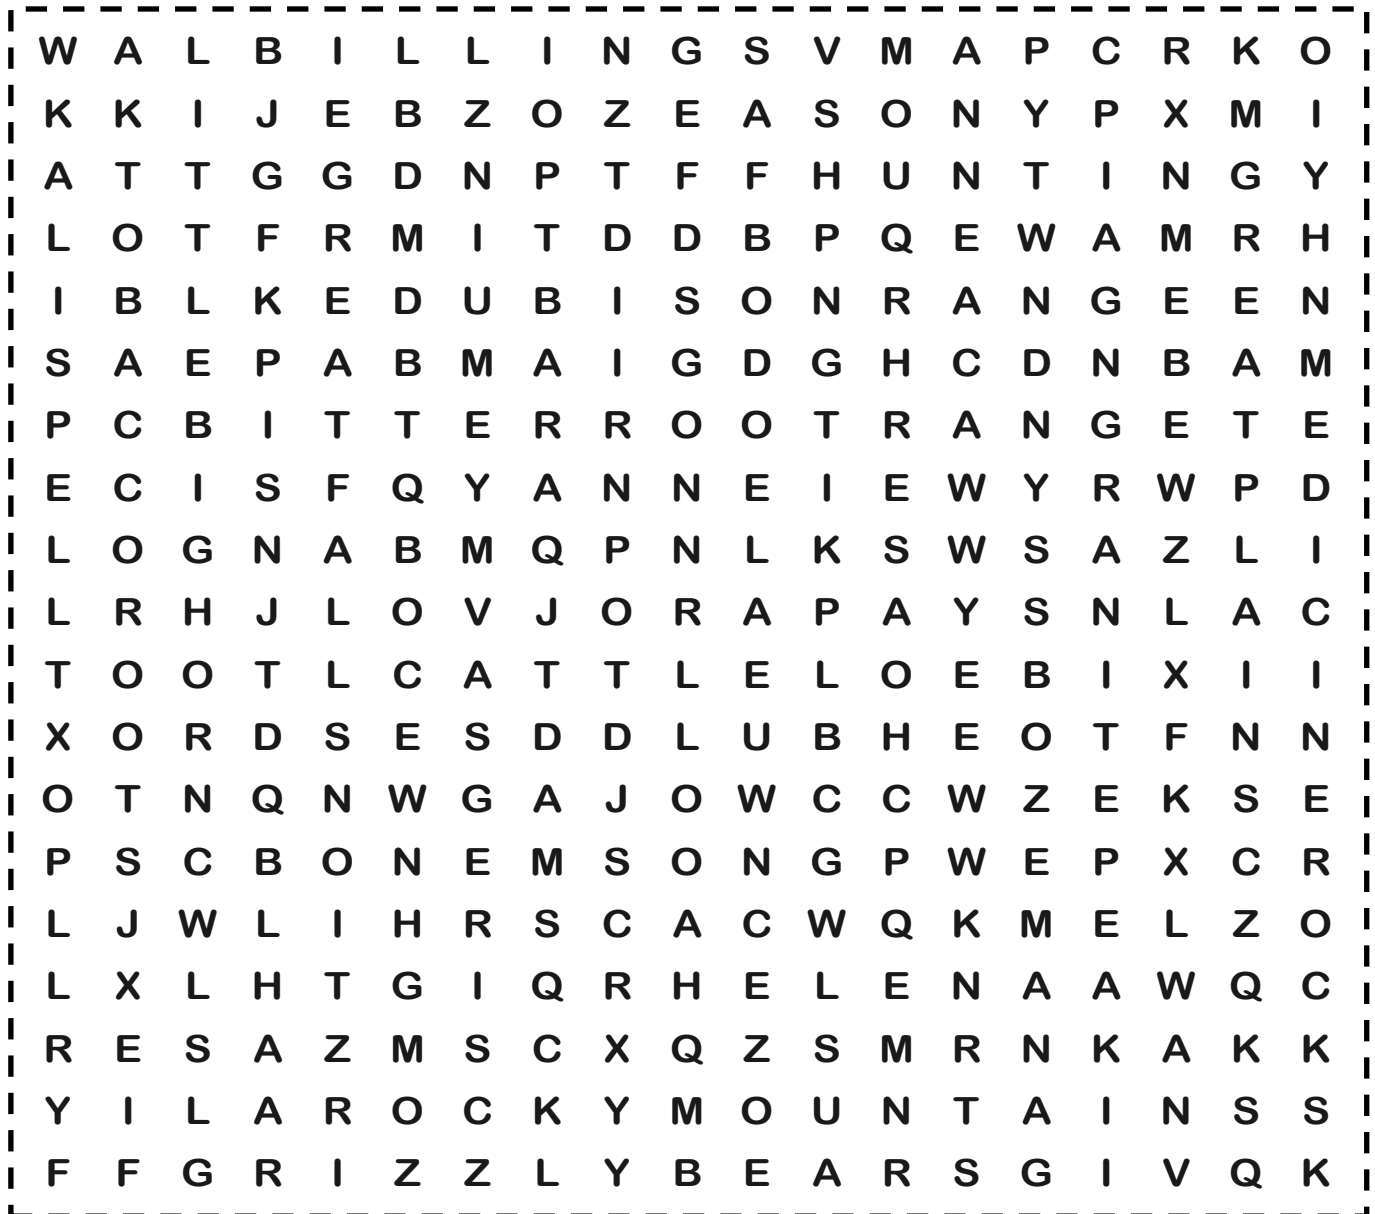 W A L B I L L I N G S V M A P C R K O
K K I J E B Z O Z E A S O N Y P X M I
A T T G G D N P T F F H U N T I N G Y
L O T F R M I T D D B P Q E W A M R H
I B L K E D U B I S O N R A N G E E N
S A E P A B M A I G D G H C D N B A M
P C B I T T E R R O O T R A N G E T E
E C I S F Q Y A N N E I E W Y R W P D
L O G N A B M Q P N L K S W S A Z L I
L R H J L O V J O R A P A Y S N L A C
T O O T L C A T T L E L O E B I X I I
X O R D S E S D D L U B H E O T F N N
O T N Q N W G A J O W C C W Z E K S E
P S C B O N E M S O N G P W E P X C R
L J W L I H R S C A C W Q K M E L Z O
L X L H T G I Q R H E L E N A A W Q C
R E S A Z M S C X Q Z S M R N K A K K
Y I L A R O C K Y M O U N T A I N S S
F F G R I Z Z L Y B E A R S G I V Q K